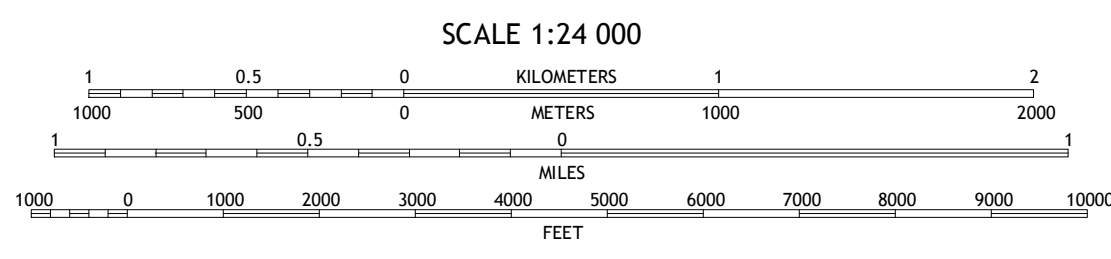 SCALE 1:24 000
1 0.5 0 KILOMETERS 1 2
1000 500 0 METERS 1000 2000
1 0.5 0 1
MILES
1000 0 1000 2000 3000 4000 5000 6000 7000 8000 9000 10000
FEET